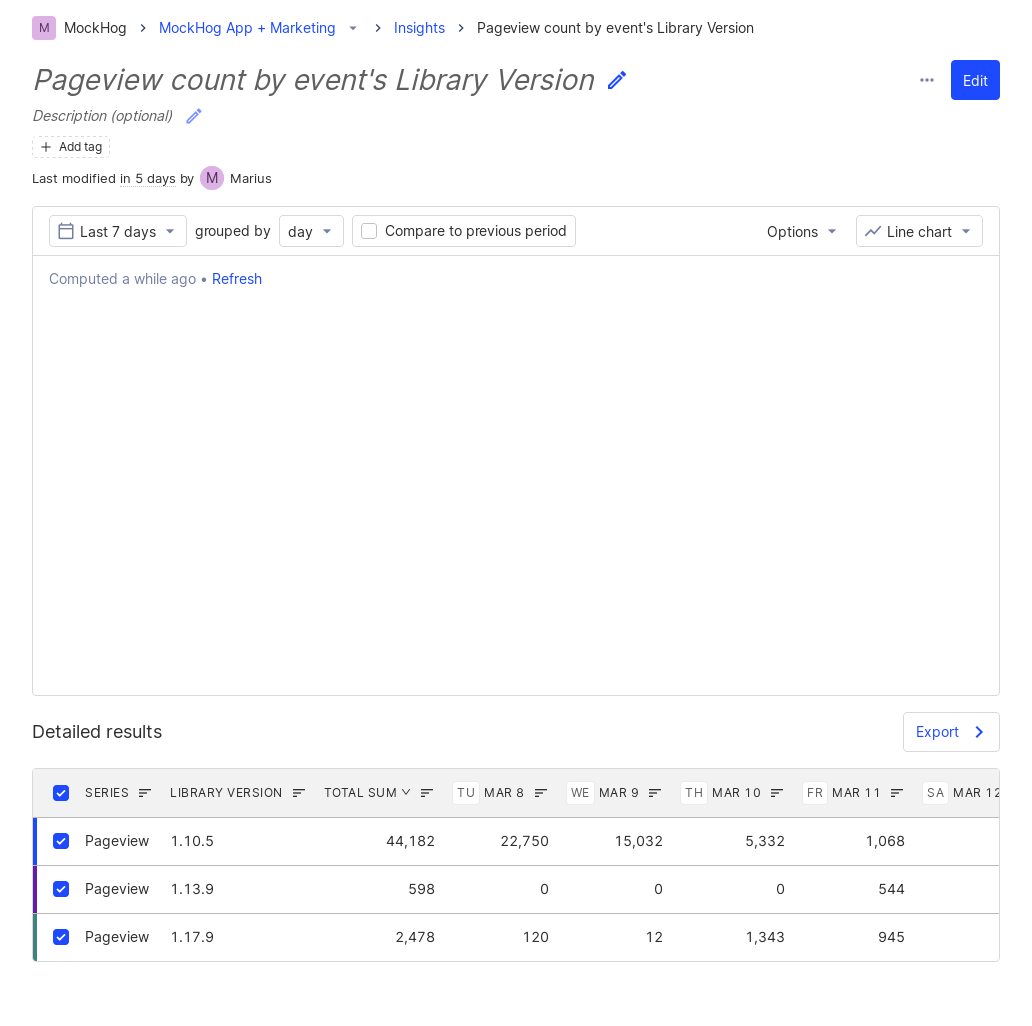 M MockHog MockHog App + Marketing Insights Pageview count by event's Library Version
Pageview count by event's Library Version
Edit
Description (optional)
Add tag
Last modified in 5 days by M Marius
Last 7 days grouped by day Compare to previous period Options Line chart
Computed a while ago • Refresh
Detailed results
Export
SERIES LIBRARY VERSION TOTAL SUM TU MAR 8 WE MAR 9 TH MAR 10 FR MAR 11 SA MAR 12
Pageview 1.10.5 44,182 22,750 15,032 5,332 1,068
Pageview 1.13.9 598 0 0 0 544
Pageview 1.17.9 2,478 120 12 1,343 945